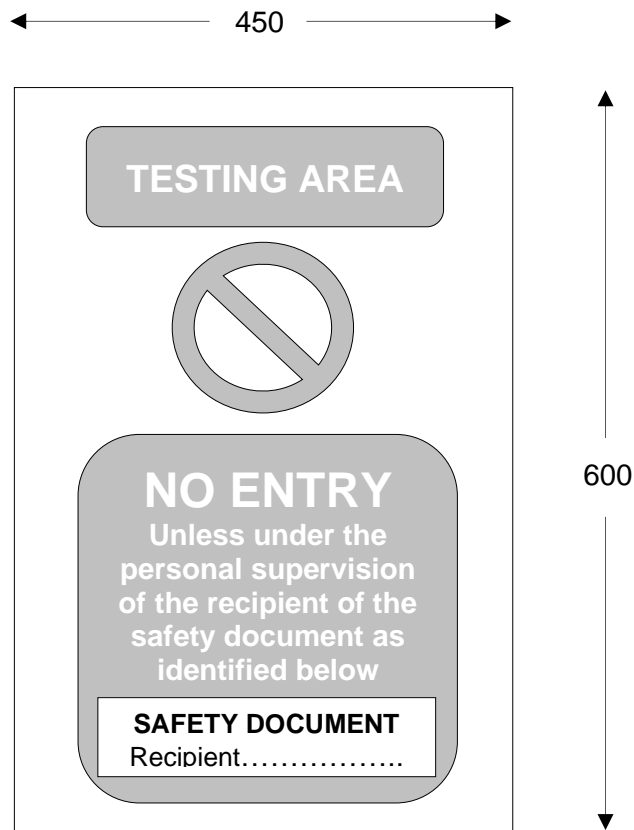 450
TESTING AREA
600
NO ENTRY
Unless under the
personal supervision
of the recipient of the
safety document as
identified below
SAFETY DOCUMENT
Recipient………………..